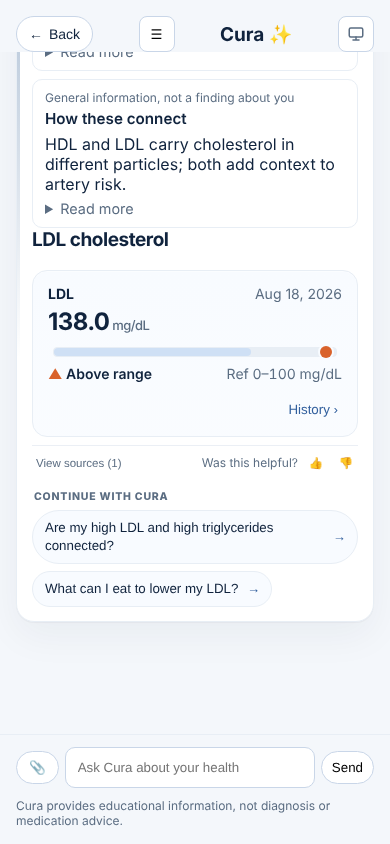 ← Back
☰
Cura ✨
▶ Read more
General information, not a finding about you
How these connect
HDL and LDL carry cholesterol in
different particles; both add context to
artery risk.
▶ Read more
LDL cholesterol
LDL
Aug 18, 2026
138.0 mg/dL
Above range
Ref 0–100 mg/dL
History ›
View sources (1)
Was this helpful? 👍 👎
CONTINUE WITH CURA
Are my high LDL and high triglycerides
connected? →
What can I eat to lower my LDL? →
Ask Cura about your health
Send
Cura provides educational information, not diagnosis or
medication advice.